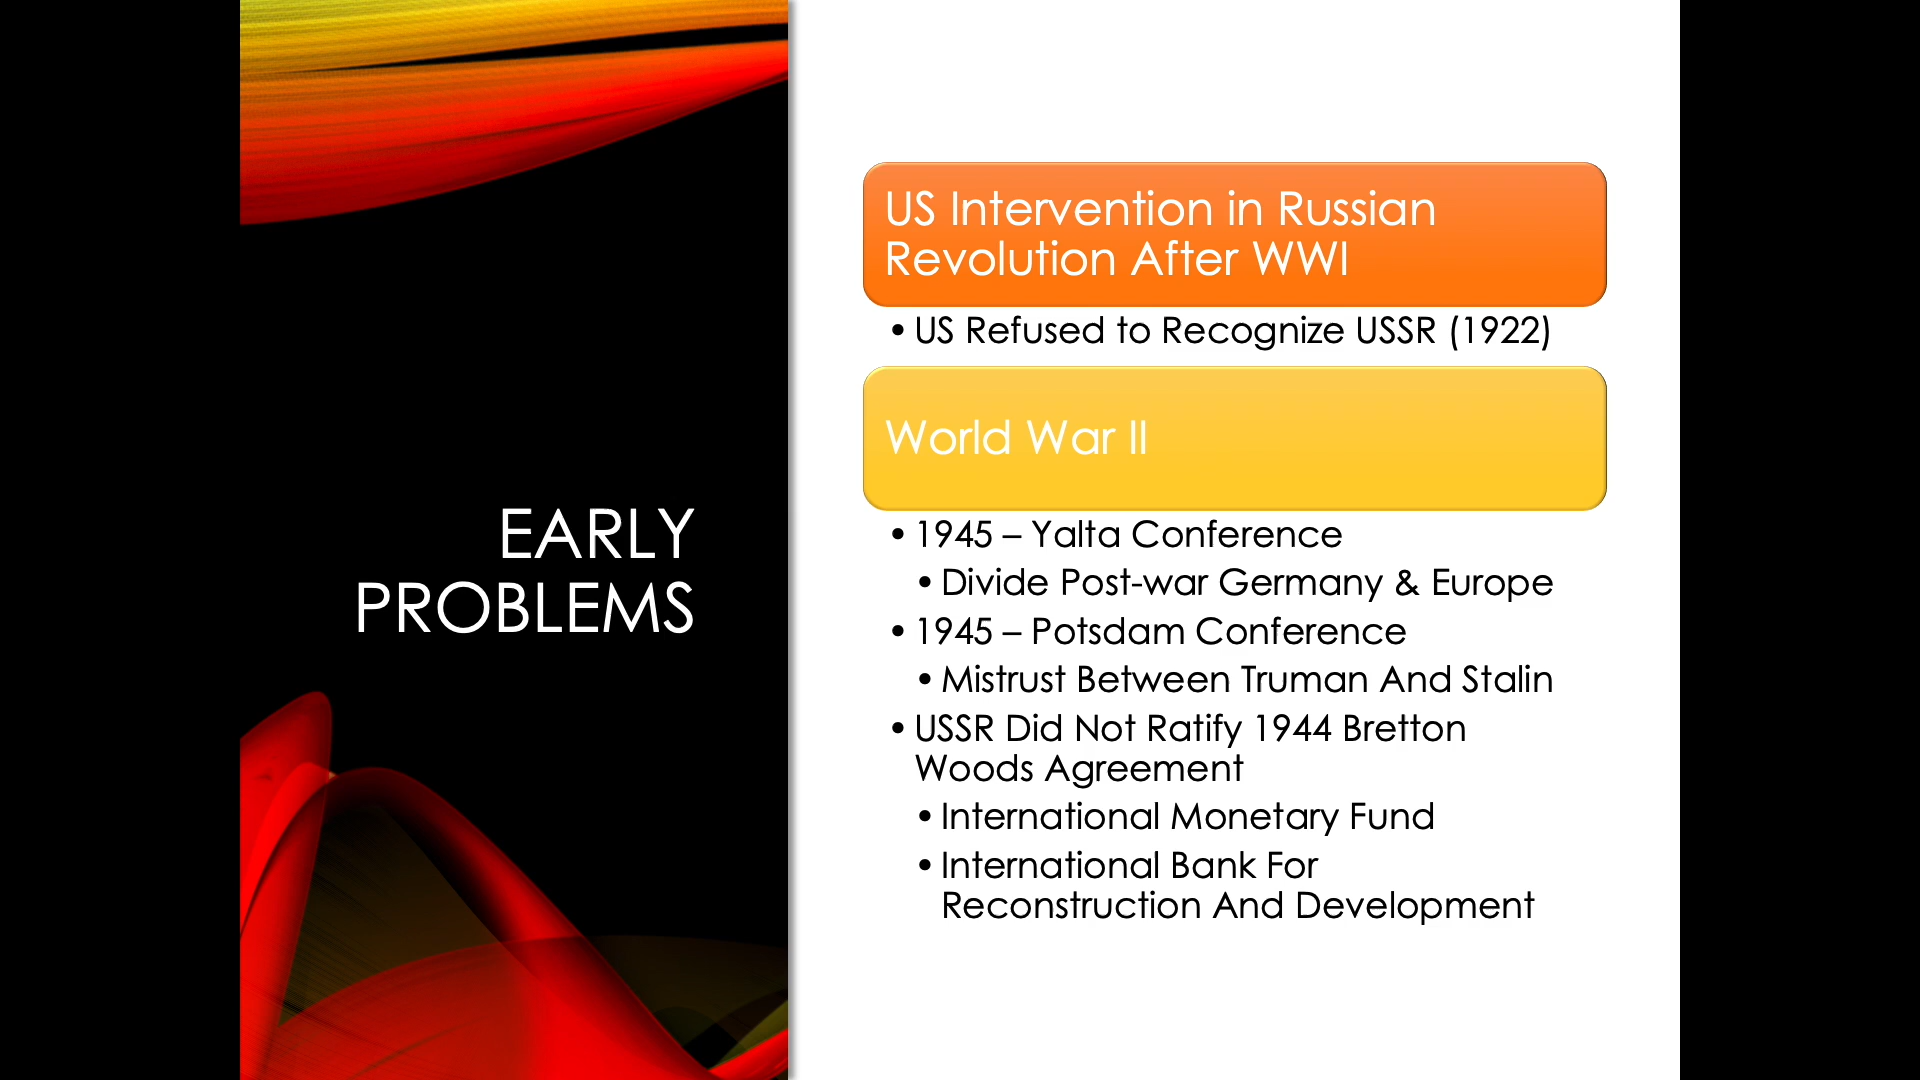 EARLY
PROBLEMS
US Intervention in Russian
Revolution After WWI
• US Refused to Recognize USSR (1922)
World War II
• 1945 – Yalta Conference
• Divide Post-war Germany & Europe
• 1945 – Potsdam Conference
• Mistrust Between Truman And Stalin
• USSR Did Not Ratify 1944 Bretton
Woods Agreement
• International Monetary Fund
• International Bank For
Reconstruction And Development